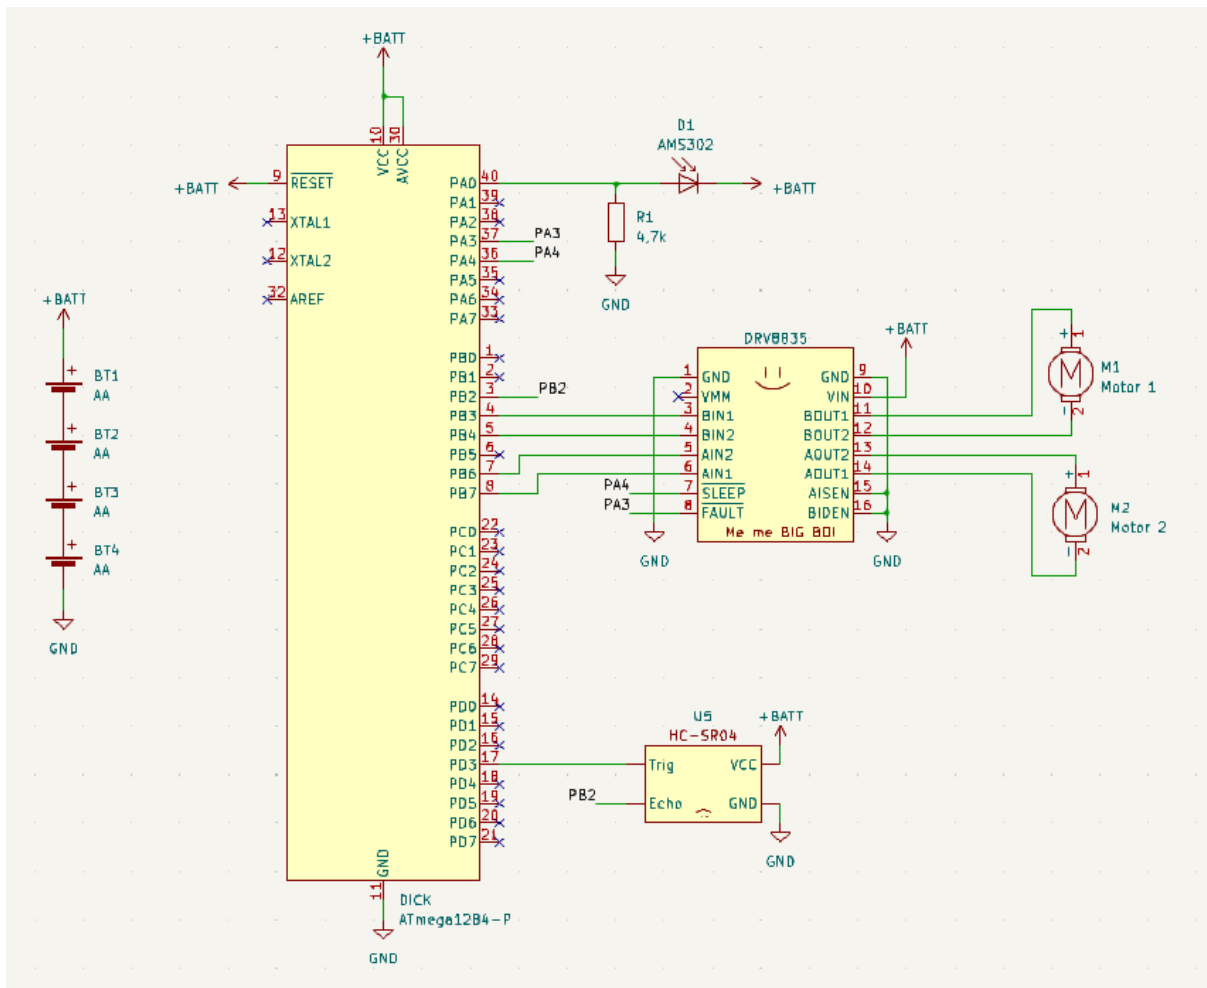 +BATT
10
30
VCC
AVCC
+BATT
9
RESET
13
XTAL1
12
XTAL2
32
AREF
PA0
40
PA1
39
PA2
38
PA3
37
PA3
PA4
36
PA4
PA5
35
PA6
34
PA7
33
PB0
1
PB1
2
PB2
3
PB2
PB3
4
PB4
5
PB5
6
PB6
7
PB7
8
PC0
22
PC1
23
PC2
24
PC3
25
PC4
26
PC5
27
PC6
28
PC7
29
PD0
14
PD1
15
PD2
16
PD3
17
PD4
18
PD5
19
PD6
20
PD7
21
GND
11
DICK
ATmega1284-P
GND
D1
AMS302
+BATT
R1
4,7k
GND
+BATT
+
BT1
AA
+
BT2
AA
+
BT3
AA
+
BT4
AA
GND
DRV8835
+BATT
1
GND
GND
9
2
VMM
VIN
10
3
BIN1
BOUT1
11
4
BIN2
BOUT2
12
5
AIN2
AOUT2
13
6
AIN1
AOUT1
14
PA4
7
SLEEP
AISEN
15
PA3
8
FAULT
BIDEN
16
Me me BIG BOI
GND
GND
+
1
M
M1
Motor 1
-
2
+
1
M
M2
Motor 2
-
2
U5
HC-SR04
+BATT
Trig
VCC
PB2
Echo
GND
GND